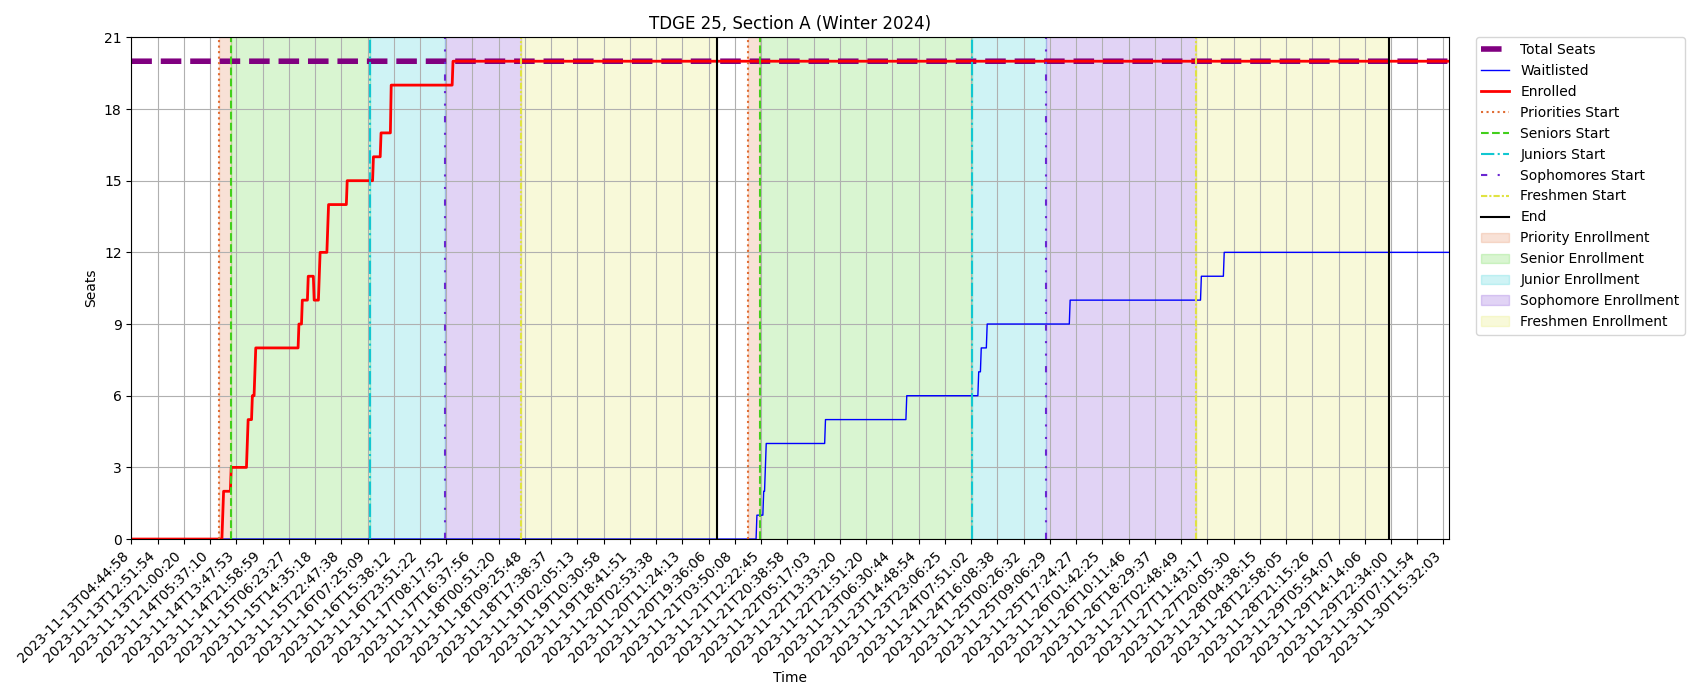 TDGE 25, Section A (Winter 2024)
21
18
15
12
9
6
3
0
Seats
2023-11-13T04:44:58
2023-11-13T12:51:54
2023-11-13T21:00:20
2023-11-14T05:37:10
2023-11-14T13:47:53
2023-11-14T21:58:59
2023-11-15T06:23:27
2023-11-15T14:35:18
2023-11-15T22:47:38
2023-11-16T07:25:09
2023-11-16T15:38:12
2023-11-16T23:51:22
2023-11-17T08:17:52
2023-11-17T16:37:56
2023-11-18T00:51:20
2023-11-18T09:25:48
2023-11-18T17:38:37
2023-11-19T02:05:13
2023-11-19T10:30:58
2023-11-19T18:41:51
2023-11-20T02:53:38
2023-11-20T11:24:13
2023-11-20T19:36:06
2023-11-21T03:50:08
2023-11-21T12:22:45
2023-11-21T20:38:58
2023-11-22T05:17:03
2023-11-22T13:33:20
2023-11-22T21:51:20
2023-11-23T06:30:44
2023-11-23T14:48:54
2023-11-23T23:06:25
2023-11-24T07:51:02
2023-11-24T16:08:38
2023-11-25T00:26:32
2023-11-25T09:06:29
2023-11-25T17:24:27
2023-11-26T01:42:25
2023-11-26T10:11:46
2023-11-26T18:29:37
2023-11-27T02:48:49
2023-11-27T11:43:17
2023-11-27T20:05:30
2023-11-28T04:38:15
2023-11-28T12:58:05
2023-11-28T21:15:26
2023-11-29T05:54:07
2023-11-29T14:14:06
2023-11-29T22:34:00
2023-11-30T07:11:54
2023-11-30T15:32:03
Time
Total Seats
Waitlisted
Enrolled
Priorities Start
Seniors Start
Juniors Start
Sophomores Start
Freshmen Start
End
Priority Enrollment
Senior Enrollment
Junior Enrollment
Sophomore Enrollment
Freshmen Enrollment